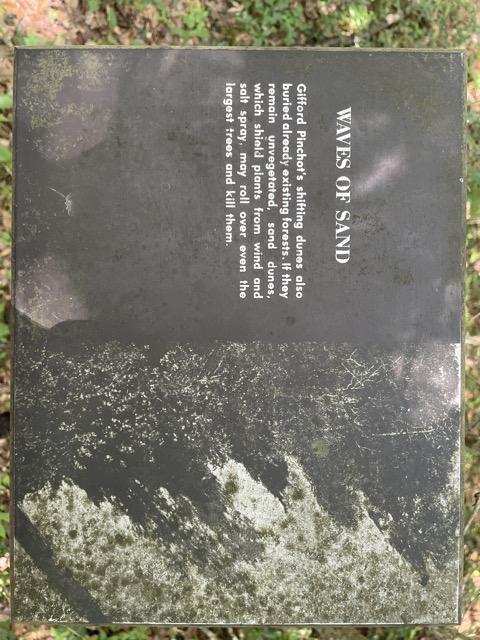 WAVES OF SAND
Gifford Pinchot's shifting dunes also
buried already existing forests. If they
remain unvegetated, sand dunes,
which shield plants from wind and
salt spray, may roll over even the
largest trees and kill them.